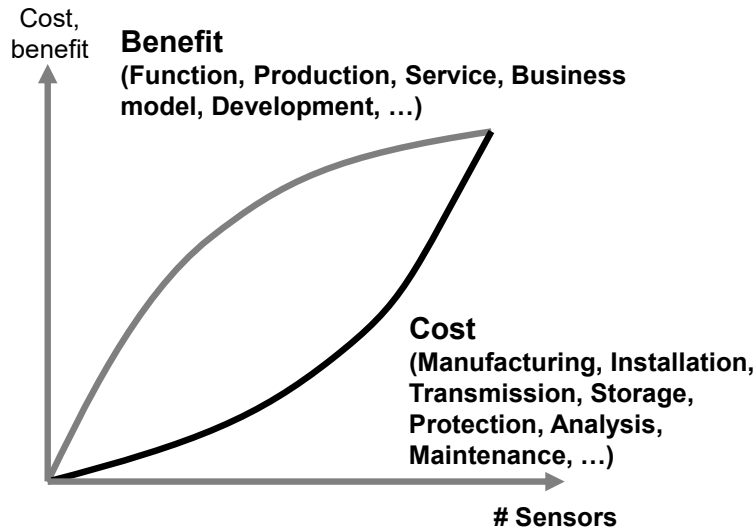 Cost,
benefit
Benefit
(Function, Production, Service, Business
model, Development, …)
Cost
(Manufacturing, Installation,
Transmission, Storage,
Protection, Analysis,
Maintenance, …)
# Sensors